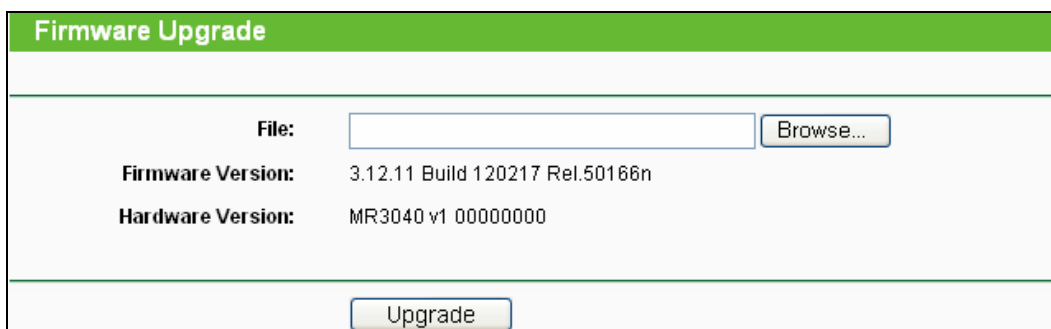 Firmware Upgrade
File: Browse...
Firmware Version: 3.12.11 Build 120217 Rel.50166n
Hardware Version: MR3040 v1 00000000
Upgrade